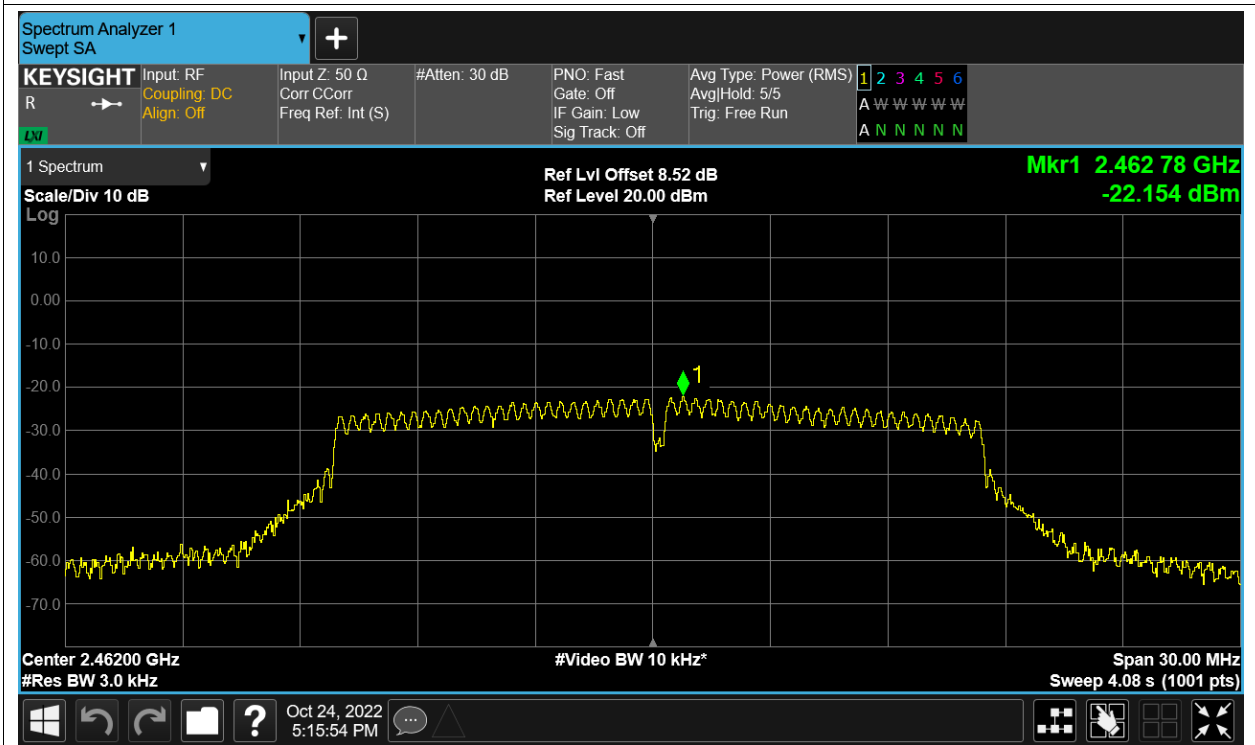 Spectrum Analyzer 1
Swept SA
KEYSIGHT
R
LXI
Input: RF
Coupling: DC
Align: Off
Input Z: 50 Ω
Corr CCorr
Freq Ref: Int (S)
#Atten: 30 dB
PNO: Fast
Gate: Off
IF Gain: Low
Sig Track: Off
Avg Type: Power (RMS)
Avg|Hold: 5/5
Trig: Free Run
1 2 3 4 5 6
A W W W W W
A N N N N N
1 Spectrum
Scale/Div 10 dB
Ref Lvl Offset 8.52 dB
Ref Level 20.00 dBm
Mkr1 2.462 78 GHz
-22.154 dBm
Log
10.0
0.00
-10.0
-20.0
-30.0
-40.0
-50.0
-60.0
-70.0
1
Center 2.46200 GHz
#Res BW 3.0 kHz
#Video BW 10 kHz*
Span 30.00 MHz
Sweep 4.08 s (1001 pts)
?
Oct 24, 2022
5:15:54 PM